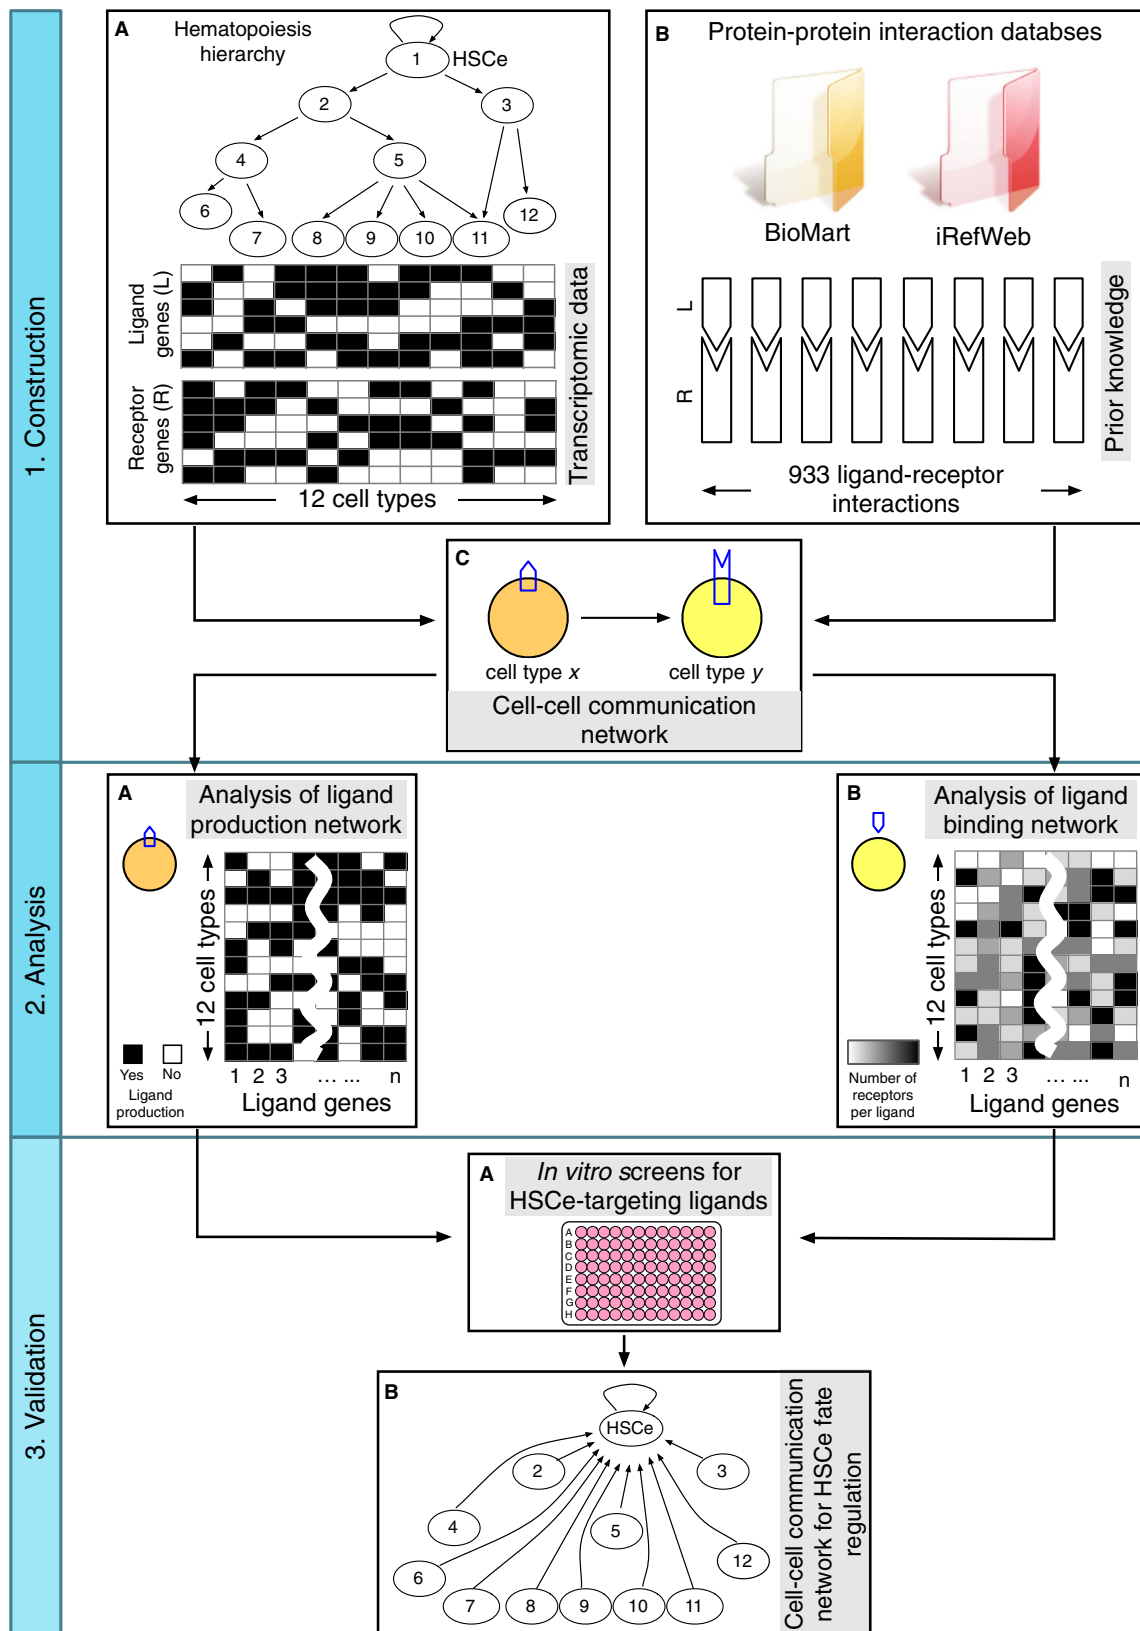 1. Construction
A
Hematopoiesis
hierarchy
1
HSCe
2
3
4
5
6
7
8
9
10
11
12
Ligand
genes (L)
Receptor
genes (R)
Transcriptomic data
12 cell types
B
Protein-protein interaction databses
BioMart
iRefWeb
L
R
Prior knowledge
933 ligand-receptor
interactions
C
cell type x
cell type y
Cell-cell communication
network
2. Analysis
A
Analysis of ligand
production network
12 cell types
Yes
No
Ligand
production
1 2 3 ... ... n
Ligand genes
B
Analysis of ligand
binding network
12 cell types
Number of
receptors
per ligand
1 2 3 ... ... n
Ligand genes
3. Validation
A
In vitro screens for
HSCe-targeting ligands
A
B
C
D
E
F
G
H
B
HSCe
2
3
4
5
6
7
8
9
10
11
12
Cell-cell communication
network for HSCe fate
regulation